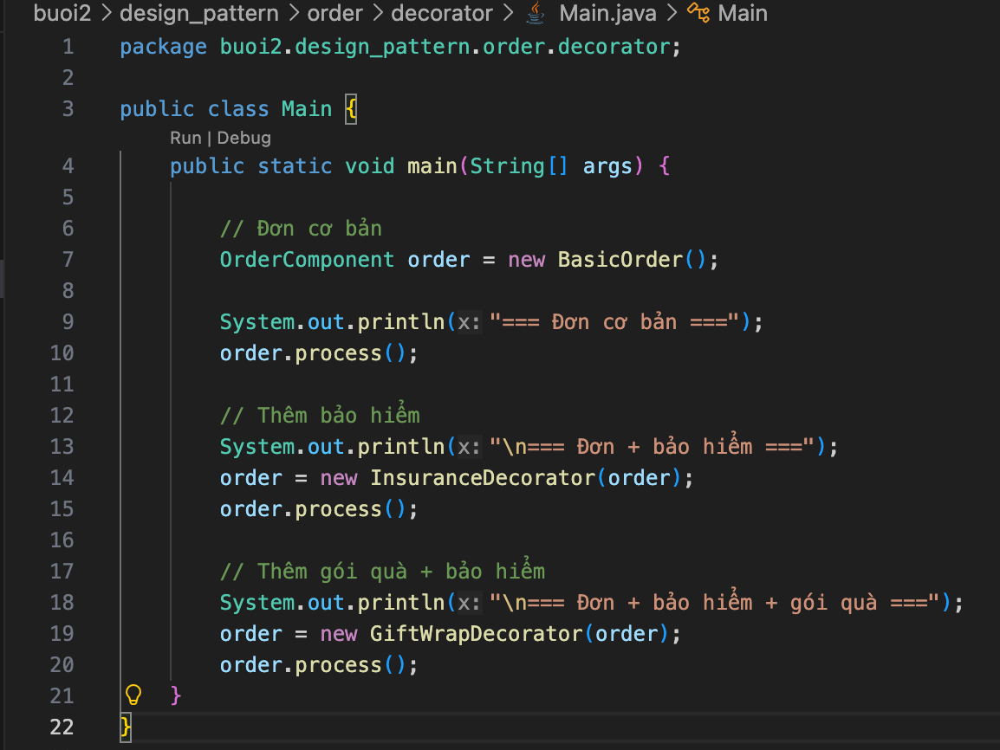 buoi2 > design_pattern > order > decorator > Main.java > Main
1 package buoi2.design_pattern.order.decorator;
2
3 public class Main {
Run | Debug
4 public static void main(String[] args) {
5
6 // Đơn cơ bản
7 OrderComponent order = new BasicOrder();
8
9 System.out.println(x: "=== Đơn cơ bản ===");
10 order.process();
11
12 // Thêm bảo hiểm
13 System.out.println(x: "\n=== Đơn + bảo hiểm ===");
14 order = new InsuranceDecorator(order);
15 order.process();
16
17 // Thêm gói quà + bảo hiểm
18 System.out.println(x: "\n=== Đơn + bảo hiểm + gói quà ===");
19 order = new GiftWrapDecorator(order);
20 order.process();
21 }
22 }